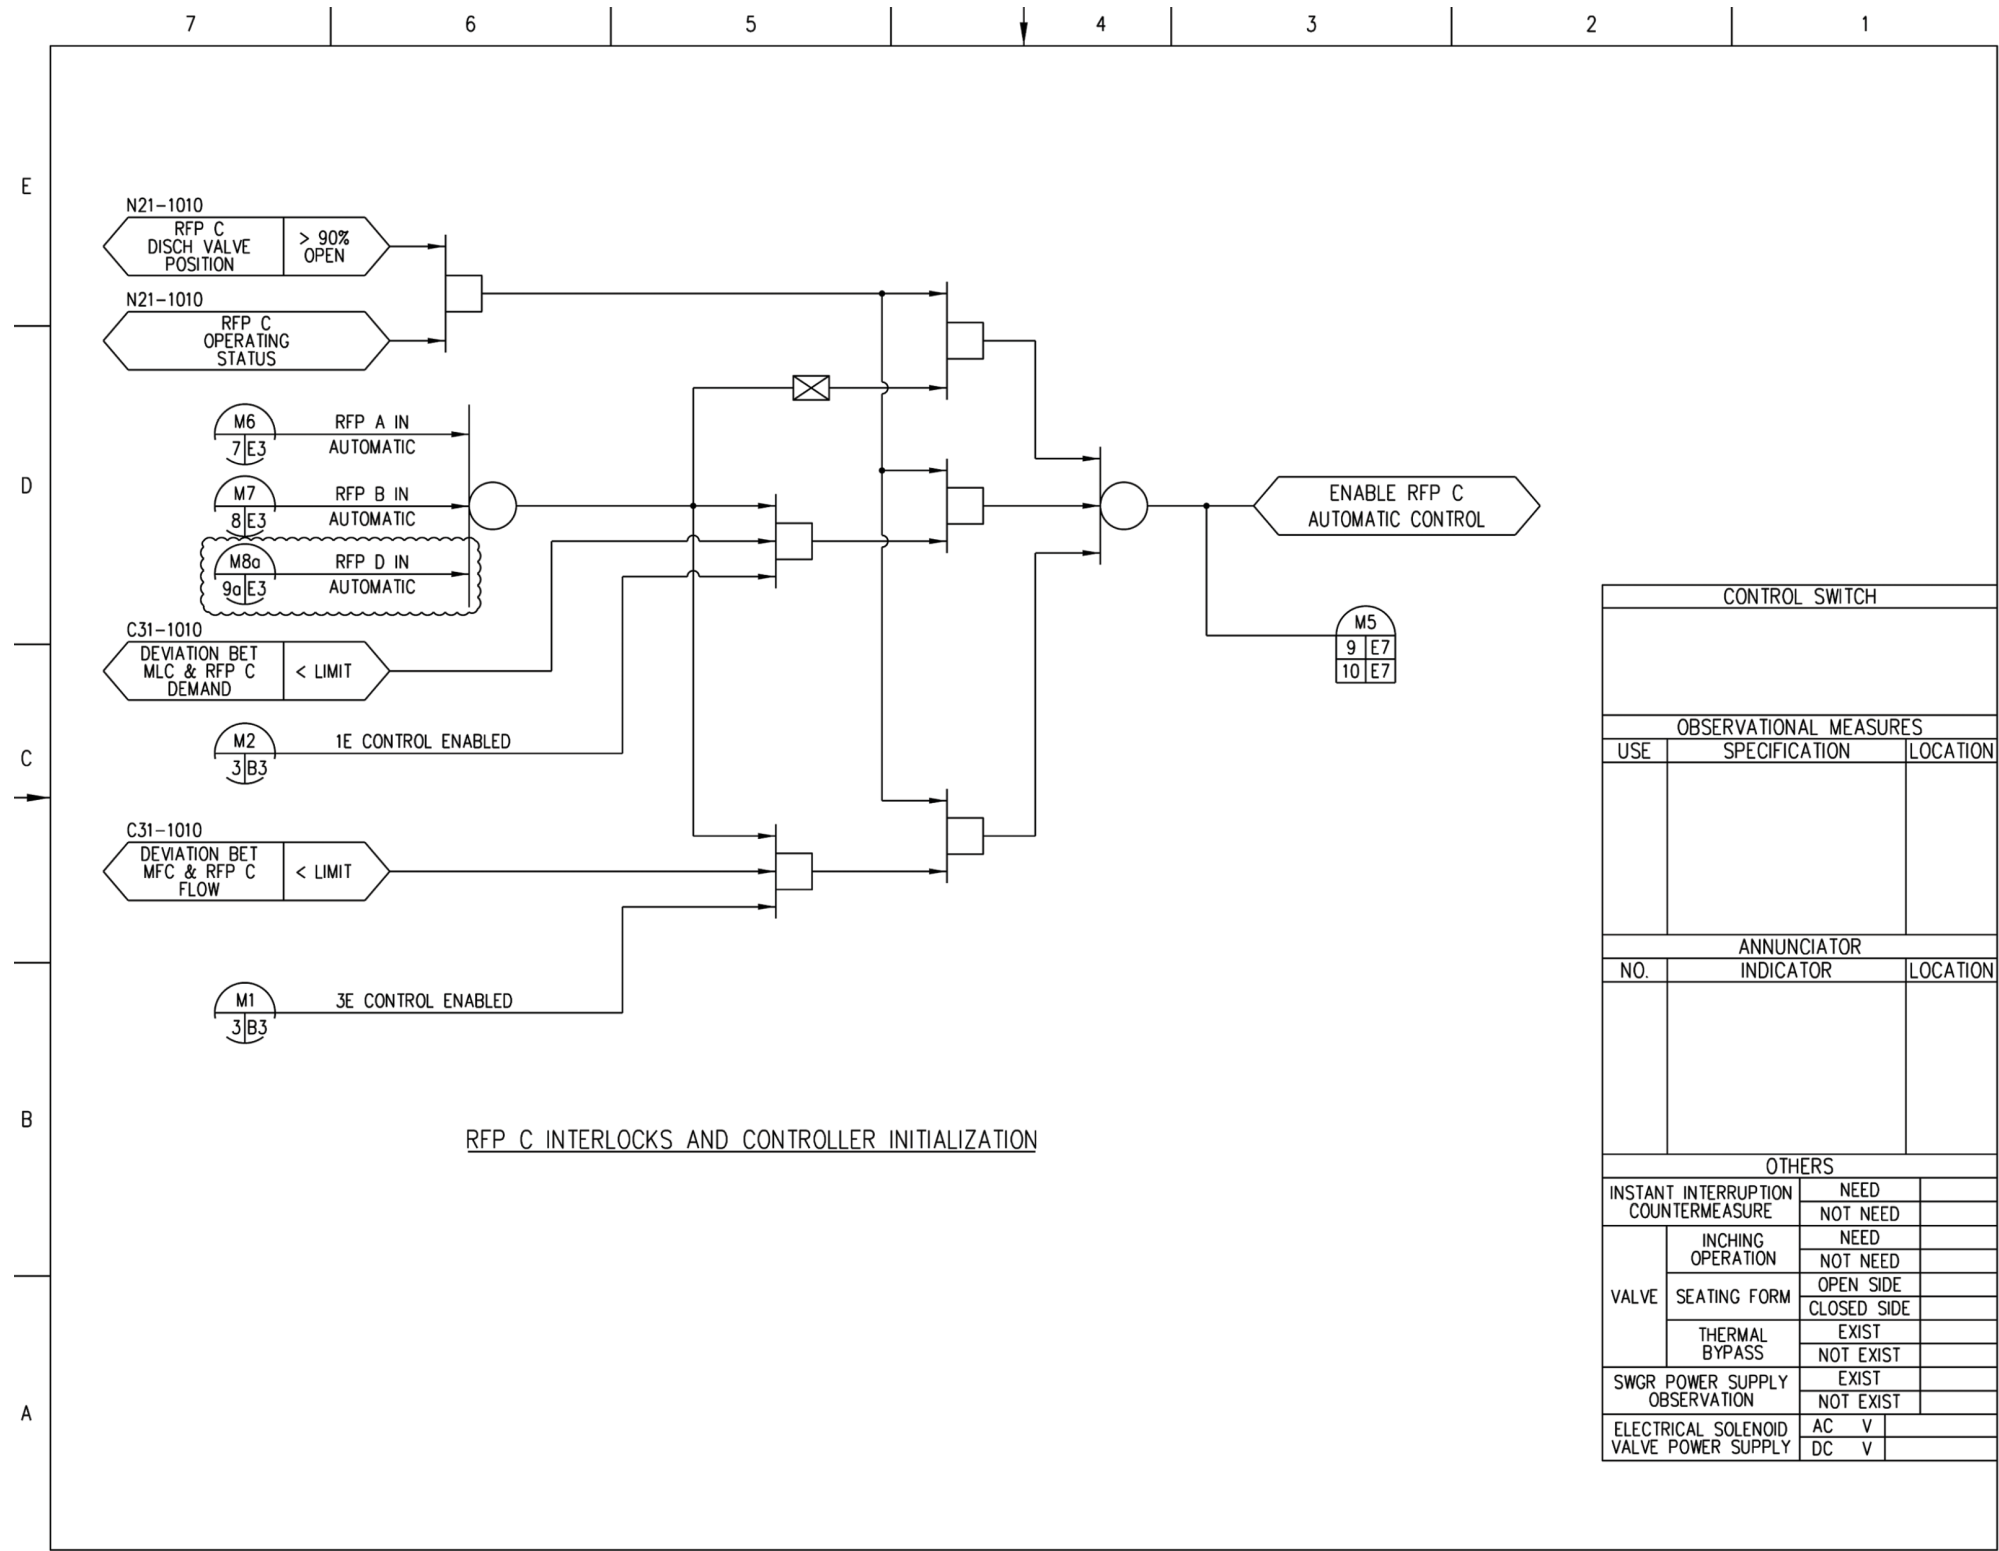 7 6 5 4 3 2 1
E
D
C
B
A
N21-1010
RFP C
DISCH VALVE
POSITION
> 90%
OPEN
N21-1010
RFP C
OPERATING
STATUS
M6
7 E3
RFP A IN
AUTOMATIC
M7
8 E3
RFP B IN
AUTOMATIC
M8a
9a E3
RFP D IN
AUTOMATIC
C31-1010
DEVIATION BET
MLC & RFP C
DEMAND
< LIMIT
M2
3 B3
1E CONTROL ENABLED
C31-1010
DEVIATION BET
MFC & RFP C
FLOW
< LIMIT
M1
3 B3
3E CONTROL ENABLED
ENABLE RFP C
AUTOMATIC CONTROL
M5
9 E7
10 E7
RFP C INTERLOCKS AND CONTROLLER INITIALIZATION
CONTROL SWITCH
OBSERVATIONAL MEASURES
USE SPECIFICATION LOCATION
ANNUNCIATOR
NO. INDICATOR LOCATION
OTHERS
INSTANT INTERRUPTION
COUNTERMEASURE
NEED
NOT NEED
VALVE
INCHING
OPERATION
NEED
NOT NEED
SEATING FORM
OPEN SIDE
CLOSED SIDE
THERMAL
BYPASS
EXIST
NOT EXIST
SWGR POWER SUPPLY
OBSERVATION
EXIST
NOT EXIST
ELECTRICAL SOLENOID
VALVE POWER SUPPLY
AC V
DC V